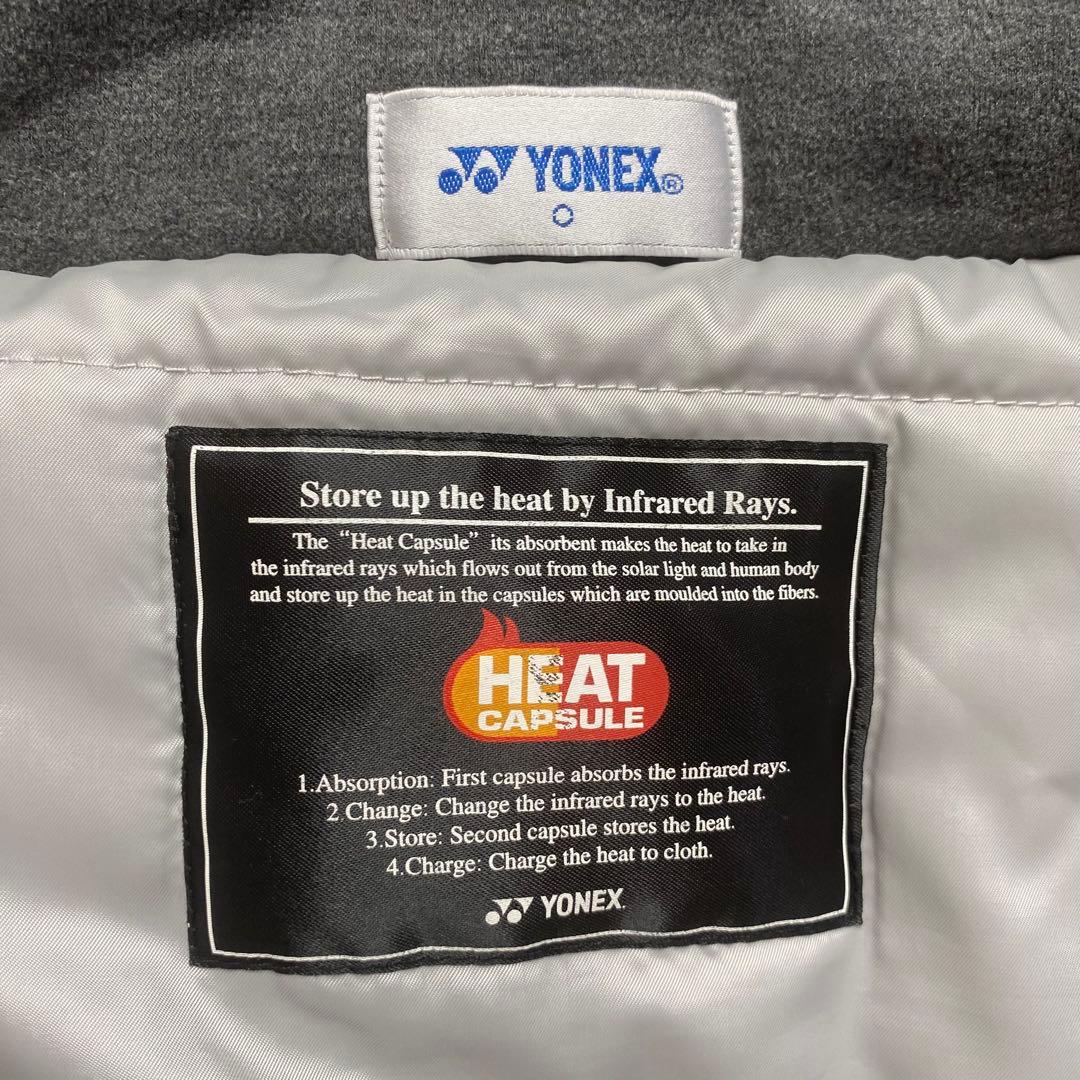 YONEX®
O
Store up the heat by Infrared Rays.
The “Heat Capsule” its absorbent makes the heat to take in
the infrared rays which flows out from the solar light and human body
and store up the heat in the capsules which are moulded into the fibers.
HEAT
CAPSULE
1.Absorption: First capsule absorbs the infrared rays.
2.Change: Change the infrared rays to the heat.
3.Store: Second capsule stores the heat.
4.Charge: Charge the heat to cloth.
YONEX.